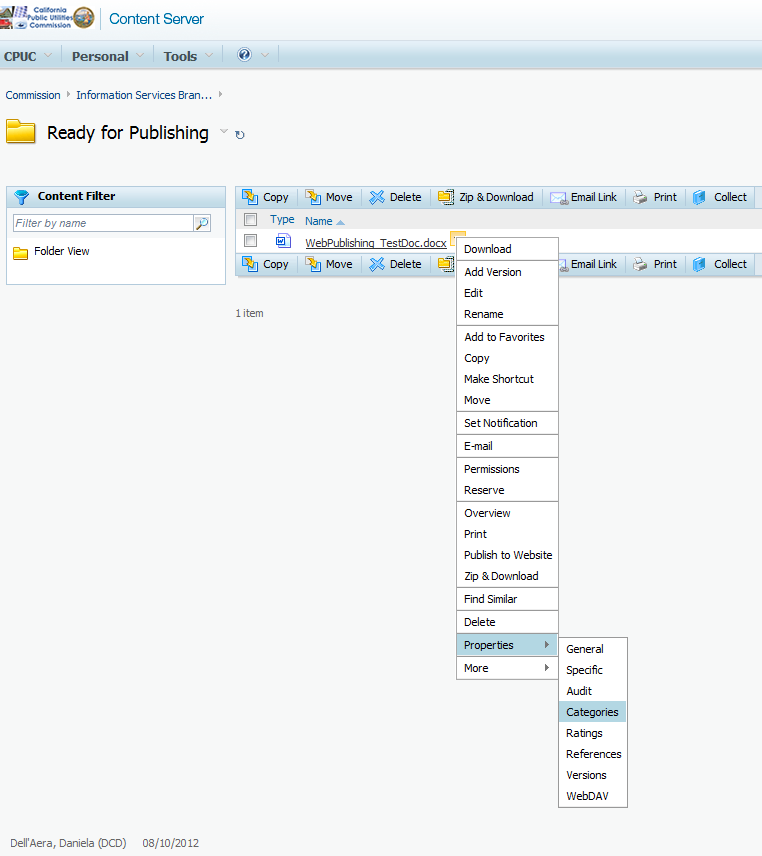 California
Public Utilities
Commission
Content Server
CPUC Personal Tools ?
Commission Information Services Bran...
Ready for Publishing
Content Filter
Filter by name
Folder View
Copy Move Delete Zip & Download Email Link Print Collect
Type Name
WebPublishing_TestDoc.docx
Copy Move Delete Email Link Print Collect
1 item
Download
Add Version
Edit
Rename
Add to Favorites
Copy
Make Shortcut
Move
Set Notification
E-mail
Permissions
Reserve
Overview
Print
Publish to Website
Zip & Download
Find Similar
Delete
Properties
More
General
Specific
Audit
Categories
Ratings
References
Versions
WebDAV
Dell'Aera, Daniela (DCD) 08/10/2012